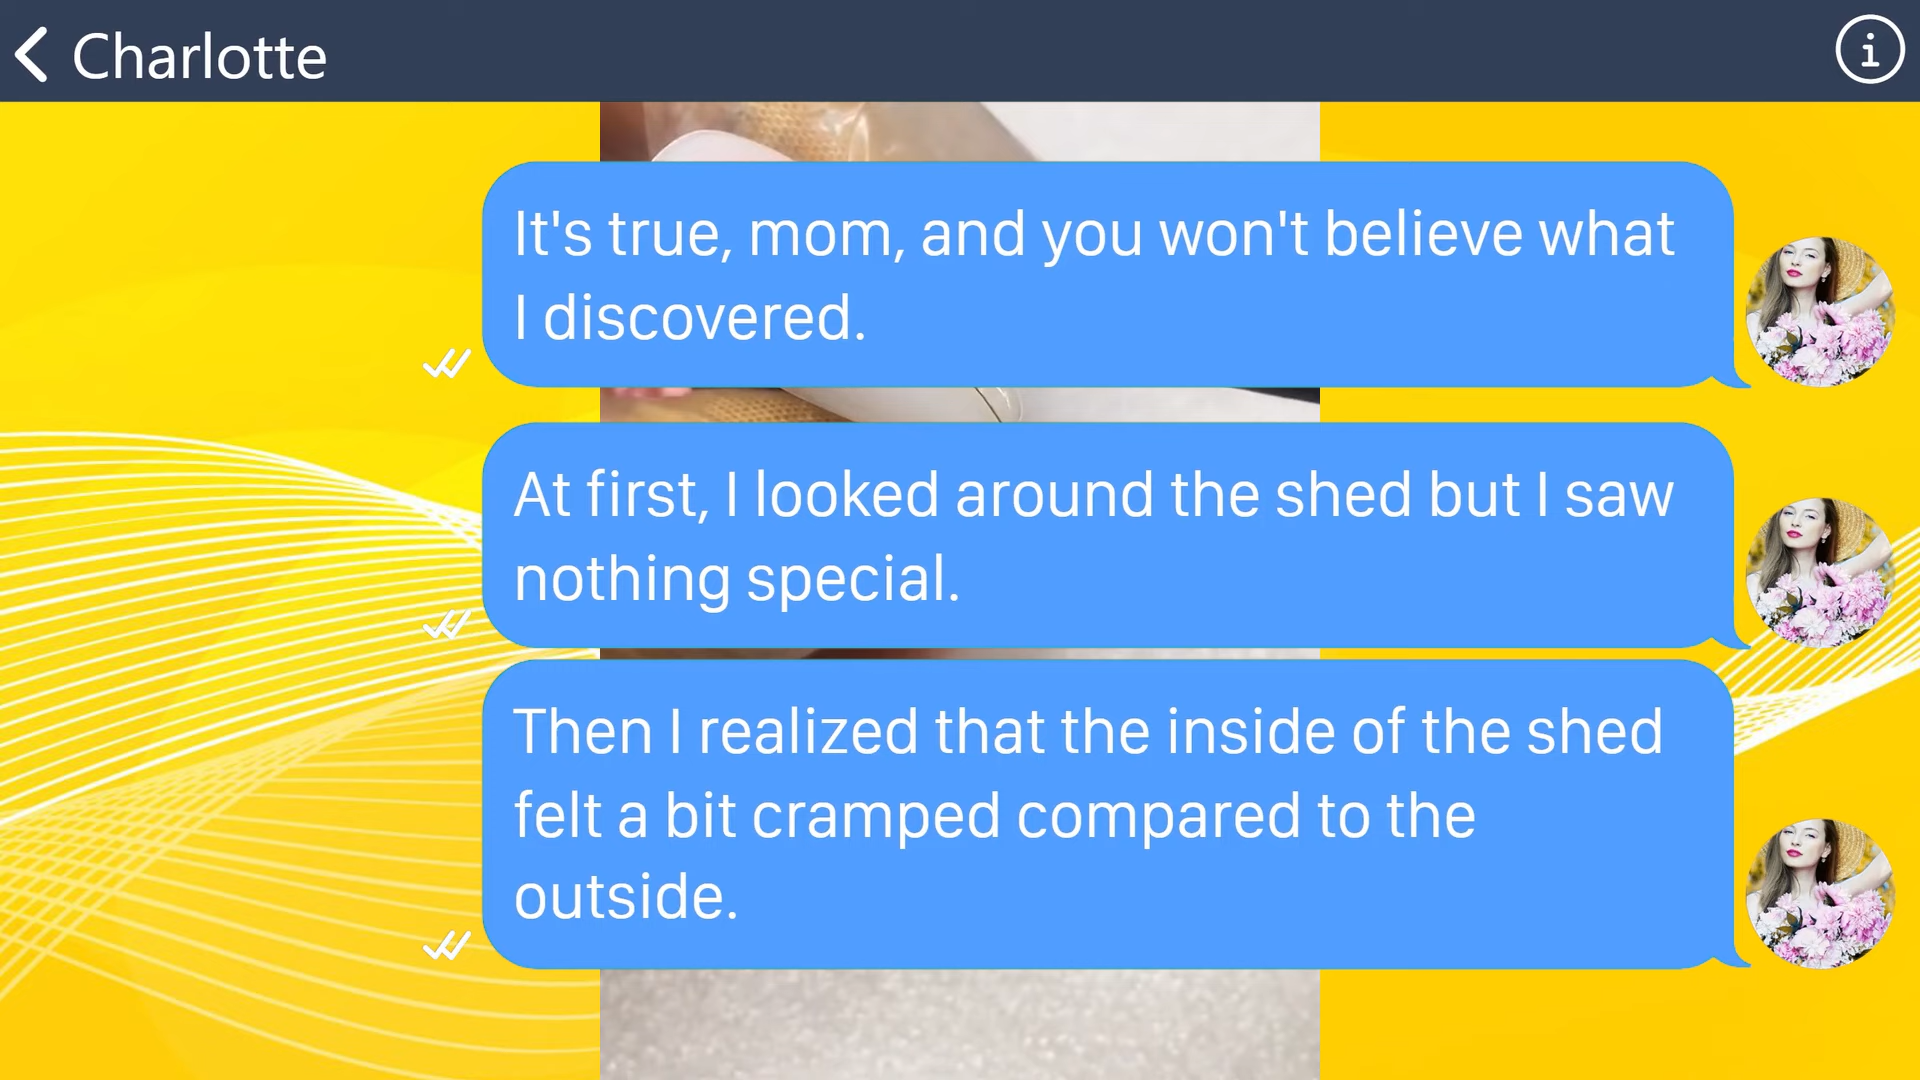 Charlotte
It's true, mom, and you won't believe what
I discovered.
At first, I looked around the shed but I saw
nothing special.
Then I realized that the inside of the shed
felt a bit cramped compared to the
outside.